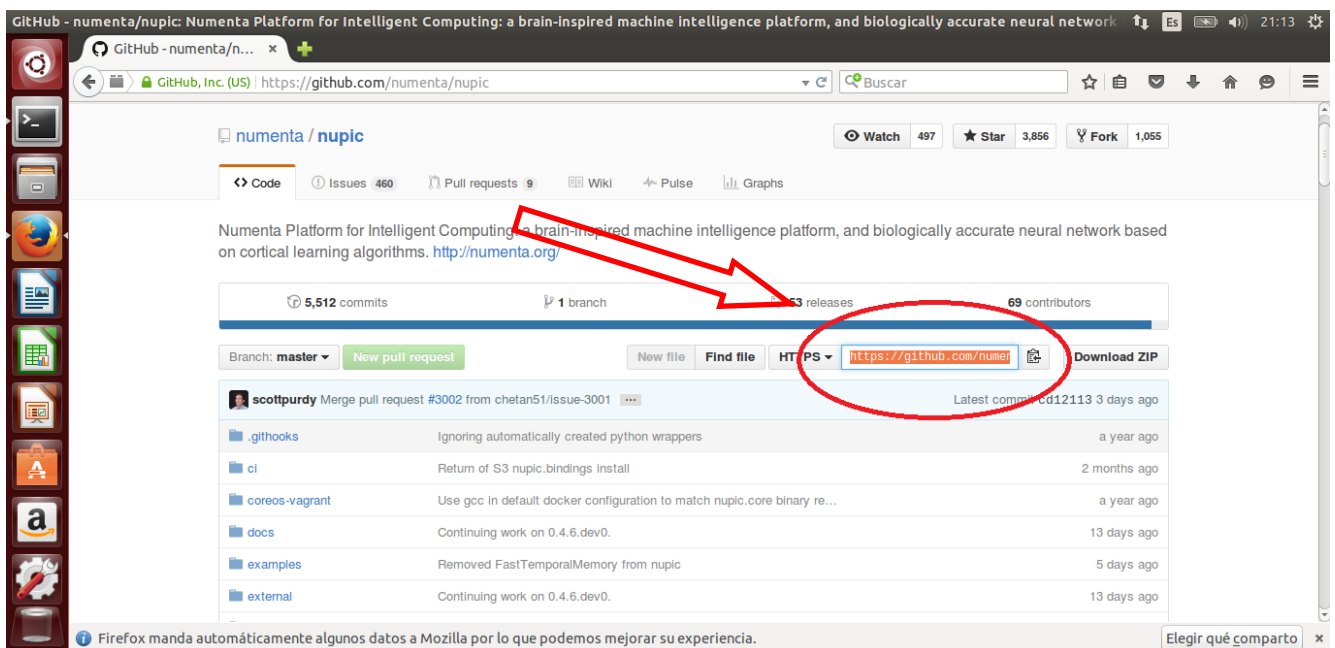 GitHub - numenta/nupic: Numenta Platform for Intelligent Computing: a brain-inspired machine intelligence platform, and biologically accurate neural network Es 21:13
GitHub - numenta/n... ×
GitHub, Inc. (US) https://github.com/numenta/nupic Buscar
numenta / nupic Watch 497 Star 3,856 Fork 1,055
Code Issues 460 Pull requests 9 Wiki Pulse Graphs
Numenta Platform for Intelligent Computing: a brain-inspired machine intelligence platform, and biologically accurate neural network based
on cortical learning algorithms. http://numenta.org/
5,512 commits 1 branch 53 releases 69 contributors
Branch: master New pull request New file Find file HTTPS https://github.com/numen Download ZIP
scottpurdy Merge pull request #3002 from chetan51/issue-3001 ... Latest commit cd12113 3 days ago
.githooks Ignoring automatically created python wrappers a year ago
ci Return of S3 nupic.bindings install 2 months ago
coreos-vagrant Use gcc in default docker configuration to match nupic.core binary re... a year ago
docs Continuing work on 0.4.6.dev0. 13 days ago
examples Removed FastTemporalMemory from nupic 5 days ago
external Continuing work on 0.4.6.dev0. 13 days ago
Firefox manda automáticamente algunos datos a Mozilla por lo que podemos mejorar su experiencia. Elegir qué comparto ×